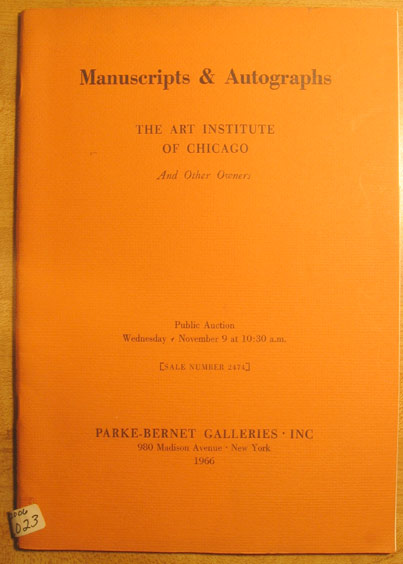 Manuscripts & Autographs
THE ART INSTITUTE
OF CHICAGO
And Other Owners
Public Auction
Wednesday • November 9 at 10:30 a.m.
[SALE NUMBER 2474]
PARKE-BERNET GALLERIES · INC
980 Madison Avenue · New York
1966
023